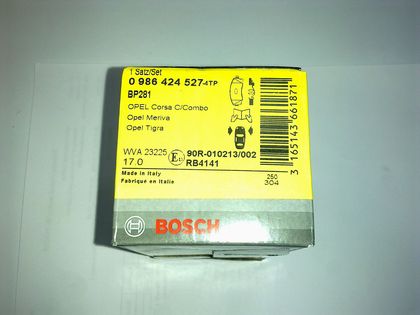 1 Satz/Set
0 986 424 527-4TP
BP281
OPEL Corsa C/Combo
Opel Meriva
Opel Tigra
WVA 23225
17.0
E
90R-010213/002
RB4141
Made in Italy
Fabriqué en Italie
250
304
3 165143 661871
BOSCH